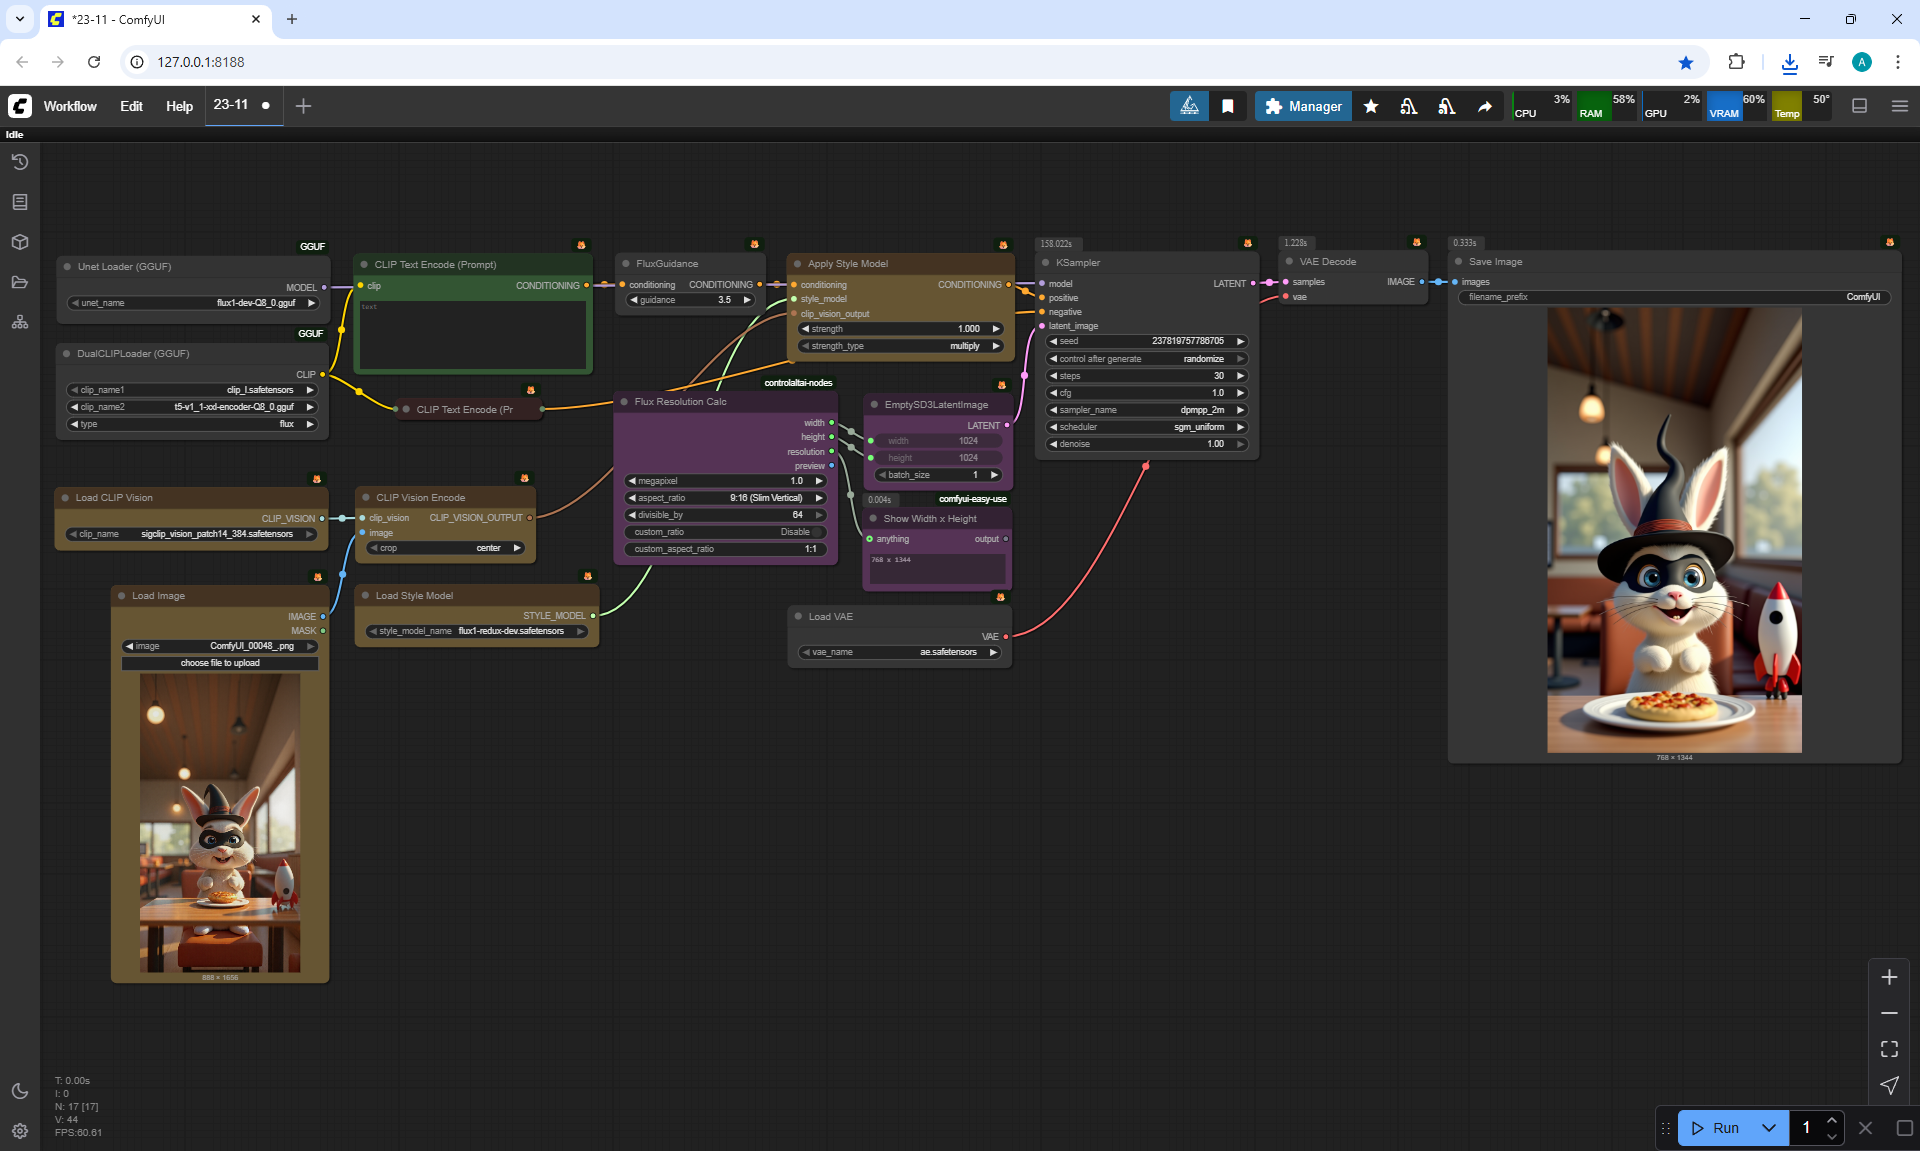 *23-11 - ComfyUI
127.0.0.1:8188
A
Workflow Edit Help 23-11
Manager
CPU 3% RAM 58% GPU 2% VRAM 60% Temp 50°
Idle
GGUF
Unet Loader (GGUF)
MODEL
unet_name flux1-dev-Q8_0.gguf
GGUF
DualCLIPLoader (GGUF)
CLIP
clip_name1 clip_l.safetensors
clip_name2 t5-v1_1-xxl-encoder-Q8_0.gguf
type flux
CLIP Text Encode (Prompt)
clip CONDITIONING
text
CLIP Text Encode (Pr
FluxGuidance
conditioning CONDITIONING
guidance 3.5
Apply Style Model
conditioning CONDITIONING
style_model
clip_vision_output
strength 1.000
strength_type multiply
158.022s
KSampler
model LATENT
positive
negative
latent_image
seed 237819757786705
control after generate randomize
steps 30
cfg 1.0
sampler_name dpmpp_2m
scheduler sgm_uniform
denoise 1.00
1.228s
VAE Decode
samples IMAGE
vae
0.333s
Save Image
images
filename_prefix ComfyUI
768 × 1344
controlaltai-nodes
Flux Resolution Calc
width
height
resolution
preview
megapixel 1.0
aspect_ratio 9:16 (Slim Vertical)
divisible_by 64
custom_ratio Disable
custom_aspect_ratio 1:1
EmptySD3LatentImage
LATENT
width 1024
height 1024
batch_size 1
0.004s
comfyui-easy-use
Show Width x Height
anything output
768 x 1344
Load VAE
VAE
vae_name ae.safetensors
Load CLIP Vision
CLIP_VISION
clip_name sigclip_vision_patch14_384.safetensors
CLIP Vision Encode
clip_vision CLIP_VISION_OUTPUT
image
crop center
Load Style Model
STYLE_MODEL
style_model_name flux1-redux-dev.safetensors
Load Image
IMAGE
MASK
image ComfyUI_00048_.png
choose file to upload
888 × 1656
T: 0.00s
I: 0
N: 17 [17]
V: 44
FPS:60.61
Run 1